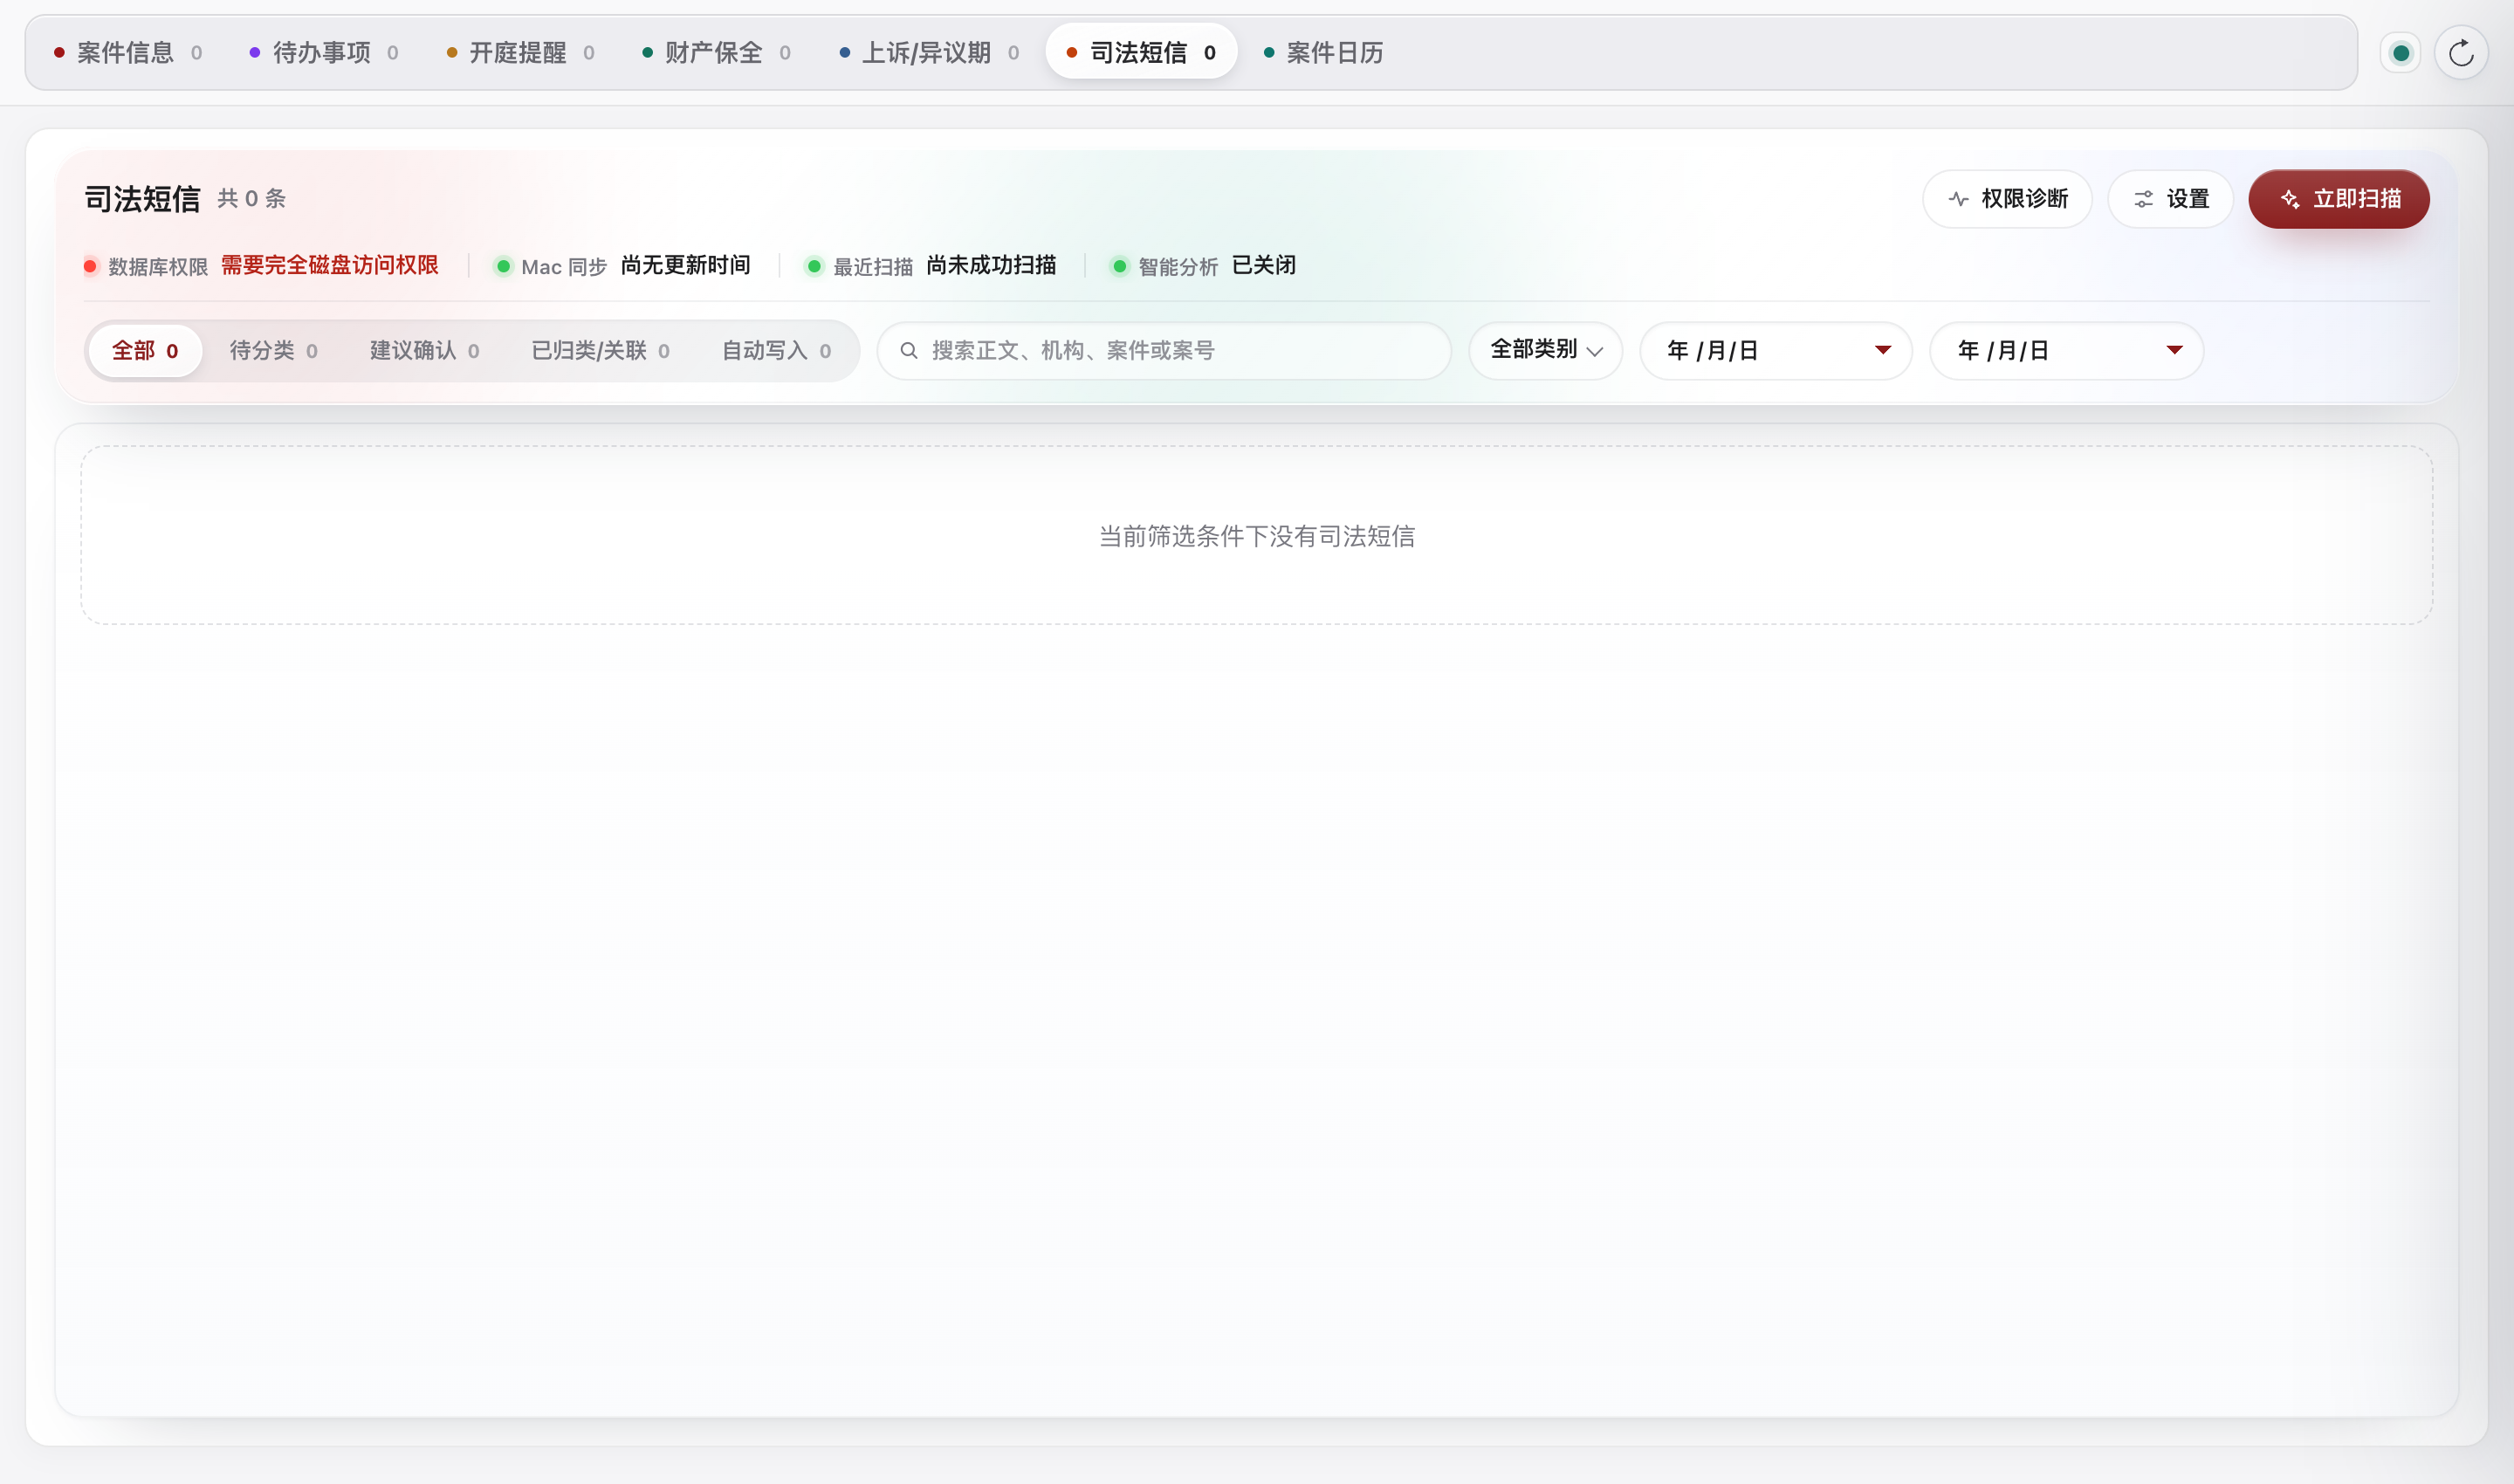 案件信息 0 待办事项 0 开庭提醒 0 财产保全 0 上诉/异议期 0 司法短信 0 案件日历
司法短信 共 0 条 权限诊断 设置 立即扫描
数据库权限 需要完全磁盘访问权限 Mac 同步 尚无更新时间 最近扫描 尚未成功扫描 智能分析 已关闭
全部 0 待分类 0 建议确认 0 已归类/关联 0 自动写入 0 搜索正文、机构、案件或案号 全部类别 年 /月/日 年 /月/日
当前筛选条件下没有司法短信